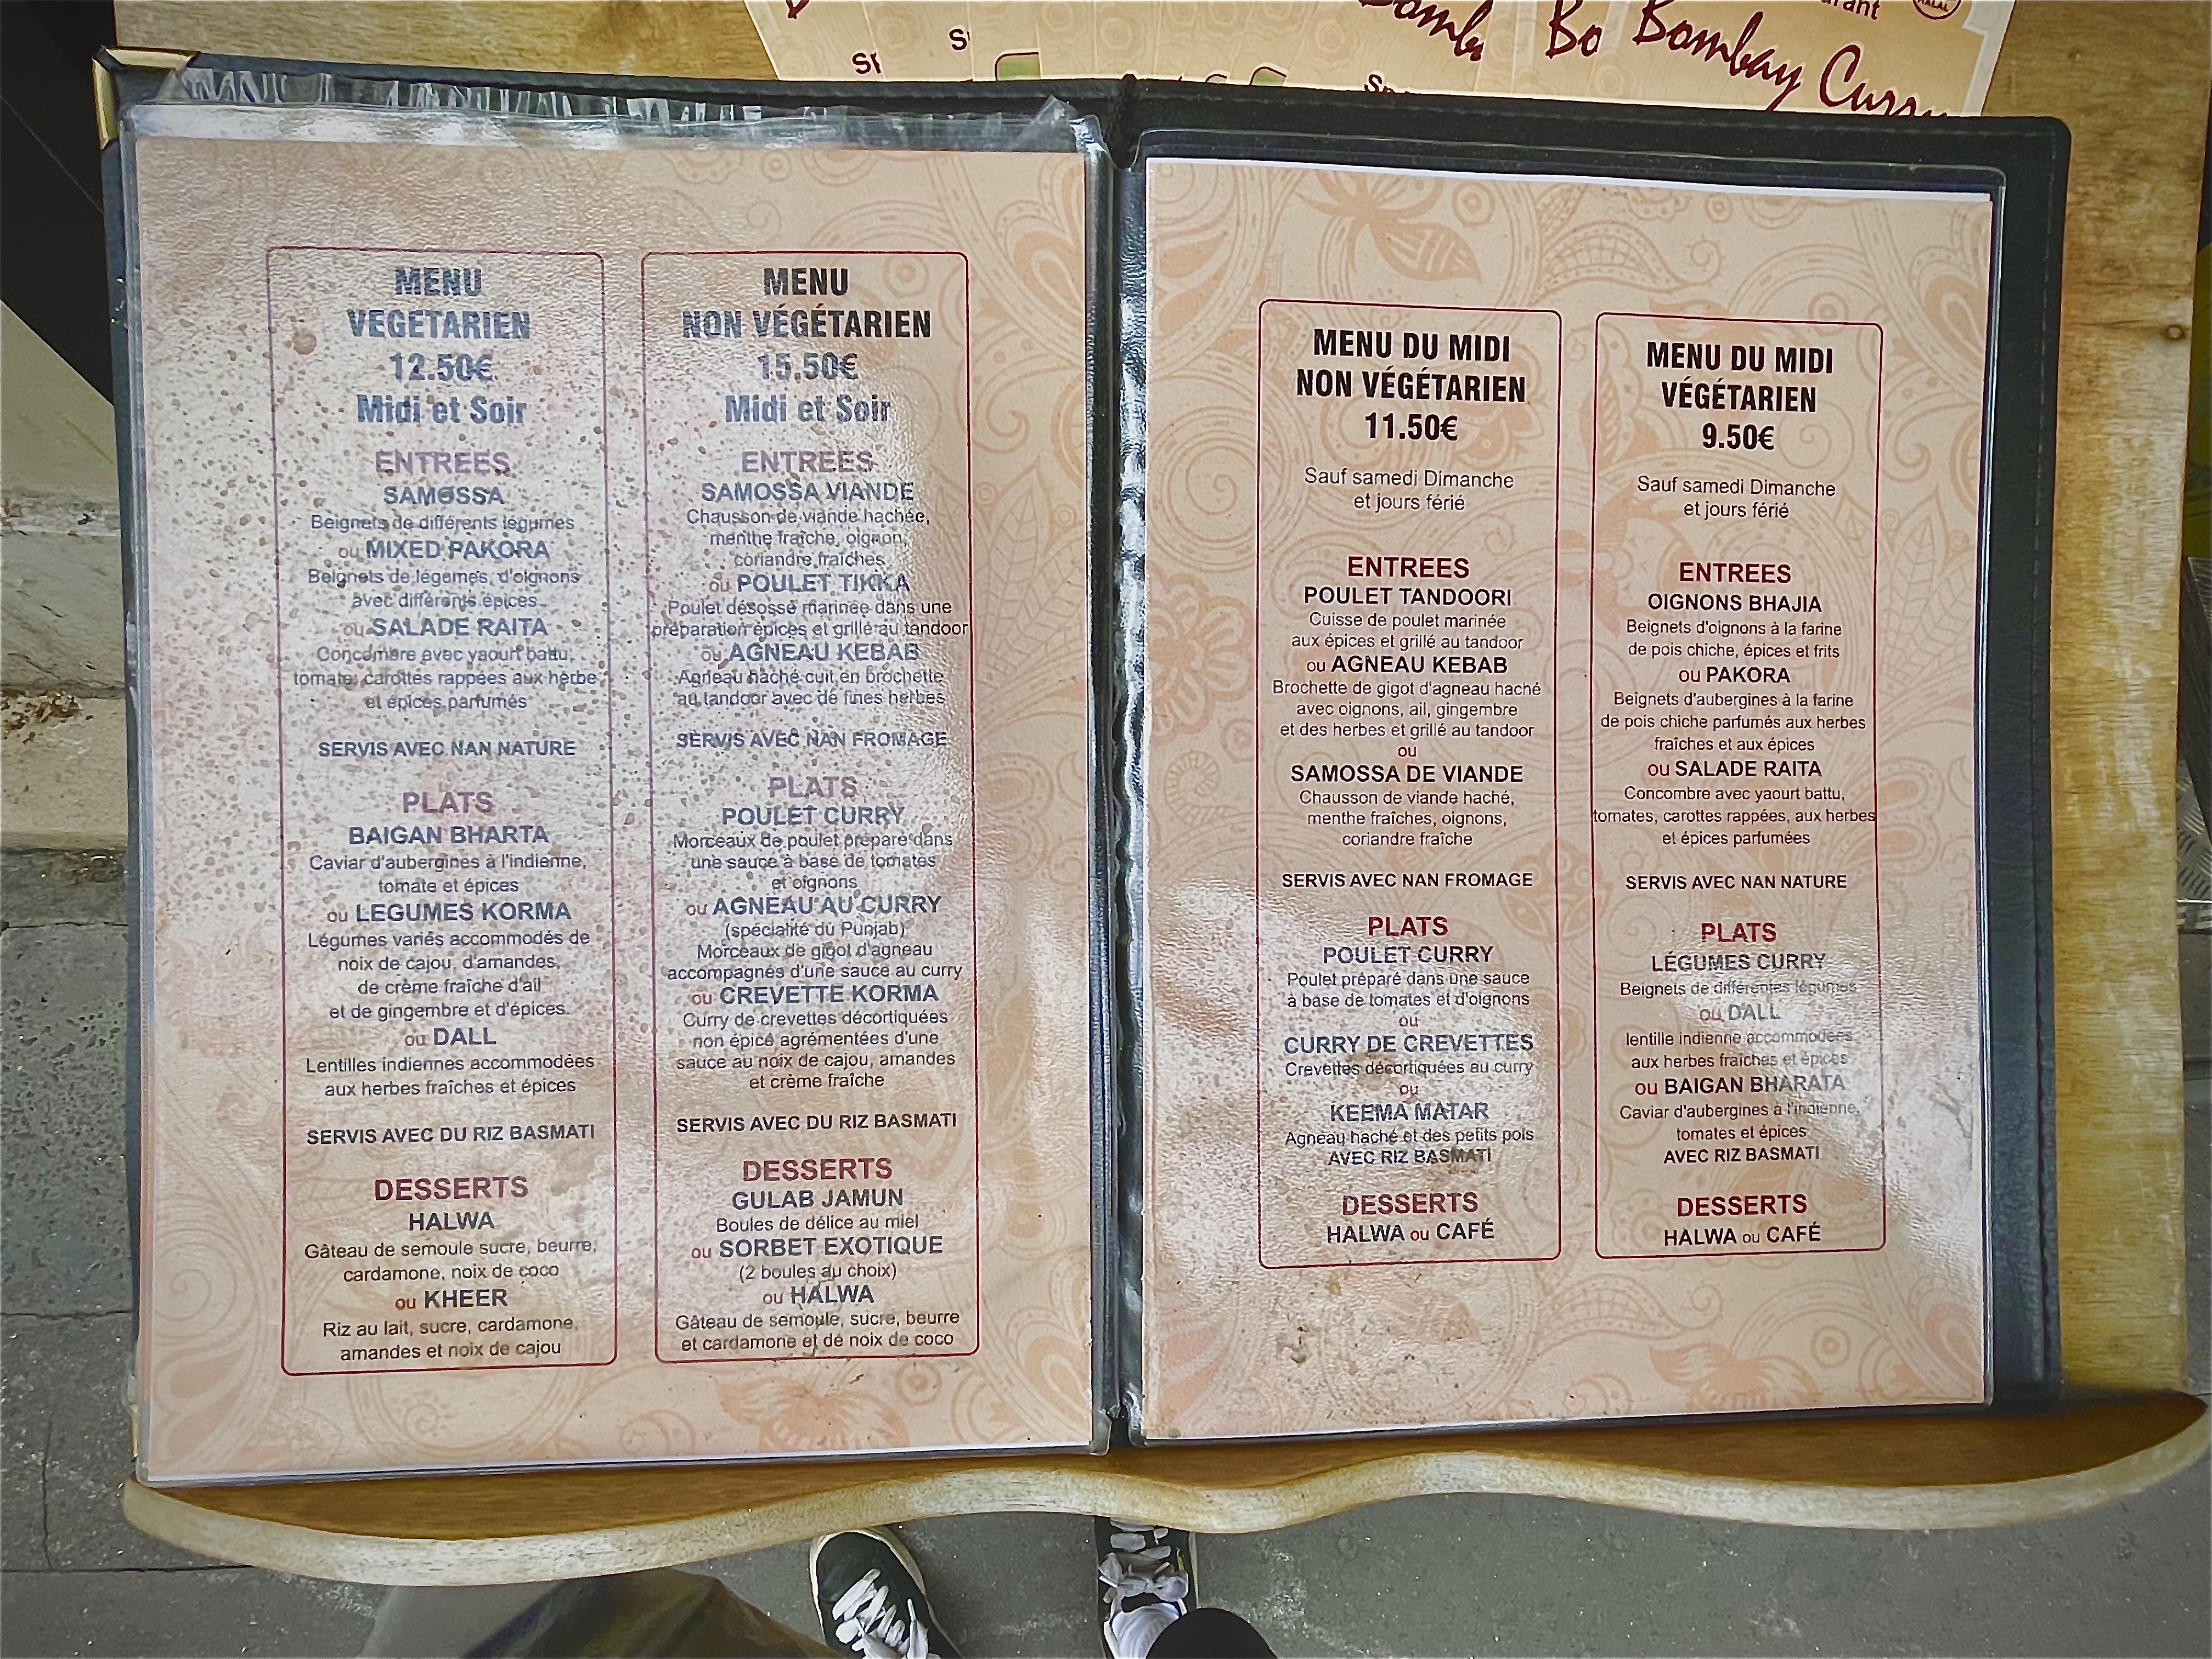 Bo Bombay Curry
MENU
VEGETARIEN
12.50€
Midi et Soir
ENTREES
SAMOSSA
Beignets de différents légumes
ou MIXED PAKORA
Beignets de légumes, d'oignons
avec différents épices
ou SALADE RAITA
Concombre avec yaourt battu,
tomate, carottes rappées aux herbe
et épices parfumés
SERVIS AVEC NAN NATURE
PLATS
BAIGAN BHARTA
Caviar d'aubergines à l'indienne,
tomate et épices
ou LEGUMES KORMA
Légumes variés accommodés de
noix de cajou, d'amandes,
de crème fraîche d'ail
et de gingembre et d'épices.
ou DALL
Lentilles indiennes accommodées
aux herbes fraîches et épices
SERVIS AVEC DU RIZ BASMATI
DESSERTS
HALWA
Gâteau de semoule sucre, beurre,
cardamone, noix de coco
ou KHEER
Riz au lait, sucre, cardamone,
amandes et noix de cajou
MENU
NON VÉGÉTARIEN
15.50€
Midi et Soir
ENTREES
SAMOSSA VIANDE
Chausson de viande hachée,
menthe fraîche, oignon,
coriandre fraîches
ou POULET TIKKA
Poulet désossé marinée dans une
préparation épices et grillé au tandoor
ou AGNEAU KEBAB
Agneau haché cuit en brochette
au tandoor avec de fines herbes
SERVIS AVEC NAN FROMAGE
PLATS
POULET CURRY
Morceaux de poulet préparé dans
une sauce à base de tomates
et oignons
ou AGNEAU AU CURRY
(spécialité du Punjab)
Morceaux de gigot d'agneau
accompagnés d'une sauce au curry
ou CREVETTE KORMA
Curry de crevettes décortiquées
non épicé agrémentées d'une
sauce au noix de cajou, amandes
et crème fraîche
SERVIS AVEC DU RIZ BASMATI
DESSERTS
GULAB JAMUN
Boules de délice au miel
ou SORBET EXOTIQUE
(2 boules au choix)
ou HALWA
Gâteau de semoule, sucre, beurre
et cardamone et de noix de coco
MENU DU MIDI
NON VÉGÉTARIEN
11.50€
Sauf samedi Dimanche
et jours férié
ENTREES
POULET TANDOORI
Cuisse de poulet marinée
aux épices et grillé au tandoor
ou AGNEAU KEBAB
Brochette de gigot d'agneau haché
avec oignons, ail, gingembre
et des herbes et grillé au tandoor
ou
SAMOSSA DE VIANDE
Chausson de viande haché,
menthe fraîches, oignons,
coriandre fraîche
SERVIS AVEC NAN FROMAGE
PLATS
POULET CURRY
Poulet préparé dans une sauce
à base de tomates et d'oignons
ou
CURRY DE CREVETTES
Crevettes décortiquées au curry
ou
KEEMA MATAR
Agneau haché et des petits pois
AVEC RIZ BASMATI
DESSERTS
HALWA ou CAFÉ
MENU DU MIDI
VÉGÉTARIEN
9.50€
Sauf samedi Dimanche
et jours férié
ENTREES
OIGNONS BHAJIA
Beignets d'oignons à la farine
de pois chiche, épices et frits
ou PAKORA
Beignets d'aubergines à la farine
de pois chiche parfumés aux herbes
fraîches et aux épices
ou SALADE RAITA
Concombre avec yaourt battu,
tomates, carottes rappées, aux herbes
et épices parfumées
SERVIS AVEC NAN NATURE
PLATS
LÉGUMES CURRY
Beignets de différentes légumes
ou DALL
lentille indienne accommodées
aux herbes fraîches et épices
ou BAIGAN BHARATA
Caviar d'aubergines à l'indienne,
tomates et épices
AVEC RIZ BASMATI
DESSERTS
HALWA ou CAFÉ